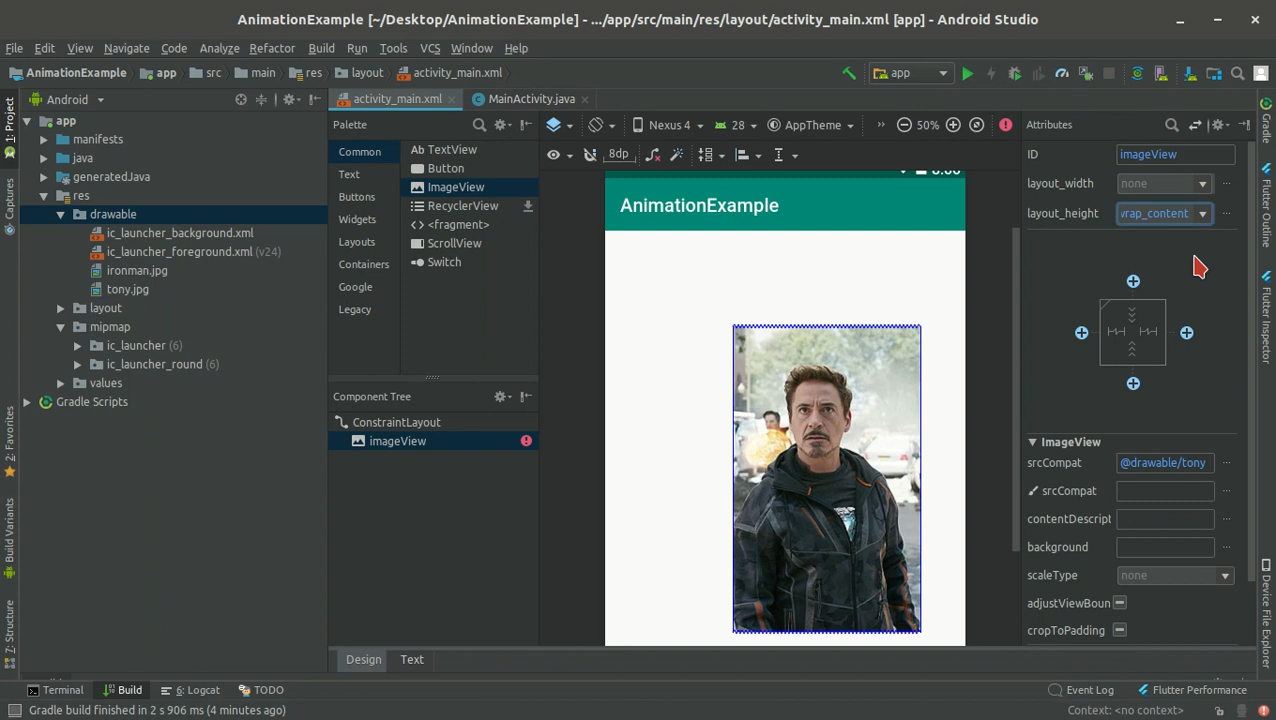 AnimationExample [~/Desktop/AnimationExample] - .../app/src/main/res/layout/activity_main.xml [app] - Android Studio
File Edit View Navigate Code Analyze Refactor Build Run Tools VCS Window Help
AnimationExample app src main res layout activity_main.xml app
1: Project
Captures
2: Favorites
Build Variants
7: Structure
Android
app
manifests
java
generatedJava
res
drawable
ic_launcher_background.xml
ic_launcher_foreground.xml (v24)
ironman.jpg
tony.jpg
layout
mipmap
ic_launcher (6)
ic_launcher_round (6)
values
Gradle Scripts
activity_main.xml MainActivity.java
Palette
Common
Text
Buttons
Widgets
Layouts
Containers
Google
Legacy
Ab TextView
Button
ImageView
RecyclerView
<fragment>
ScrollView
Switch
Component Tree
ConstraintLayout
imageView
Design Text
Nexus 4 28 AppTheme 50%
8dp
AnimationExample
Attributes
ID imageView
layout_width none
layout_height vrap_content
ImageView
srcCompat @drawable/tony
srcCompat
contentDescript
background
scaleType none
adjustViewBoun
cropToPadding
Gradle
Flutter Outline
Flutter Inspector
Device File Explorer
Terminal Build 6: Logcat TODO Event Log Flutter Performance
Gradle build finished in 2 s 906 ms (4 minutes ago) Context: <no context>